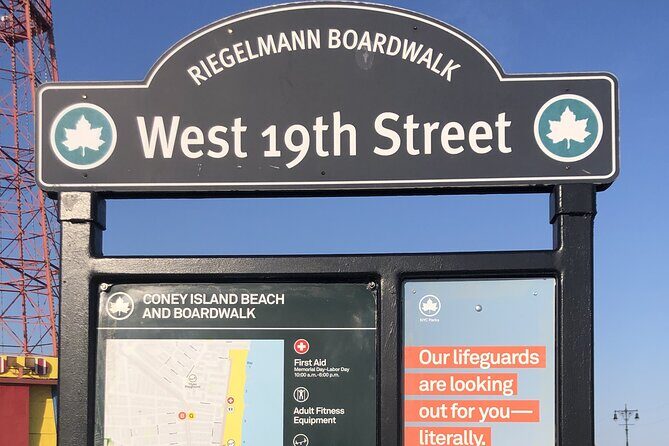 RIEGELMANN BOARDWALK
West 19th Street
CONEY ISLAND BEACH
AND BOARDWALK
First Aid
Memorial Day–Labor Day
10:00 a.m.–6:00 p.m.
Adult Fitness
Equipment
NYC Parks
Our lifeguards
are looking
out for you—
literally.